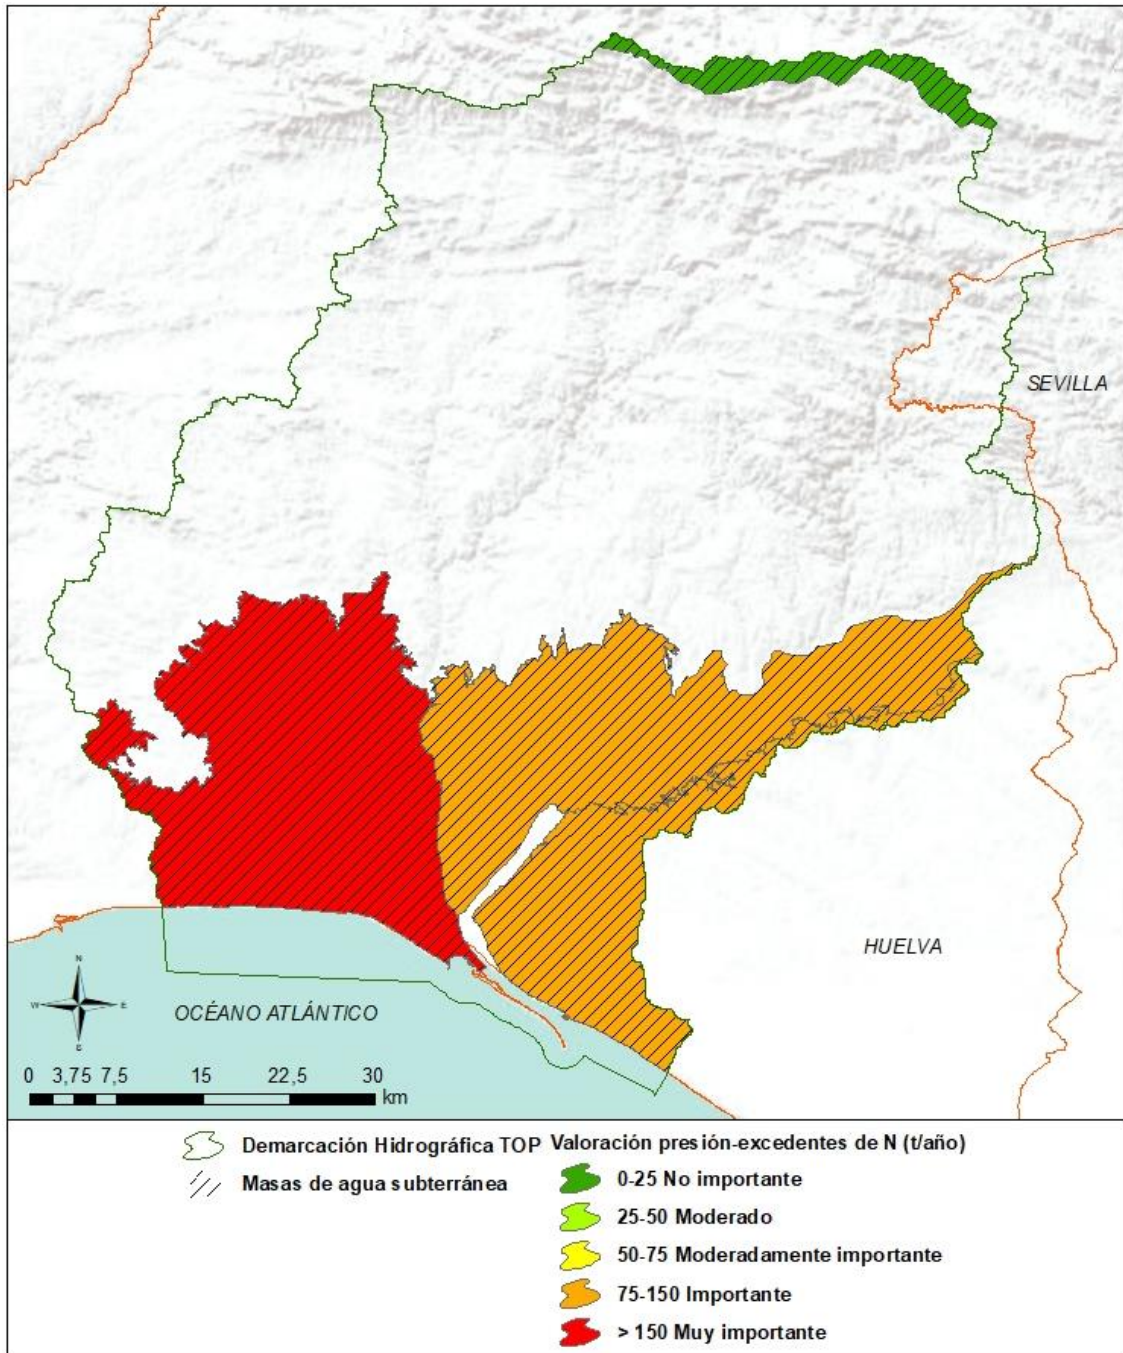 SEVILLA
HUELVA
N
W E
S
OCÉANO ATLÁNTICO
0 3,75 7,5 15 22,5 30
km
Demarcación Hidrográfica TOP
Masas de agua subterránea
Valoración presión-excedentes de N (t/año)
0-25 No importante
25-50 Moderado
50-75 Moderadamente importante
75-150 Importante
> 150 Muy importante